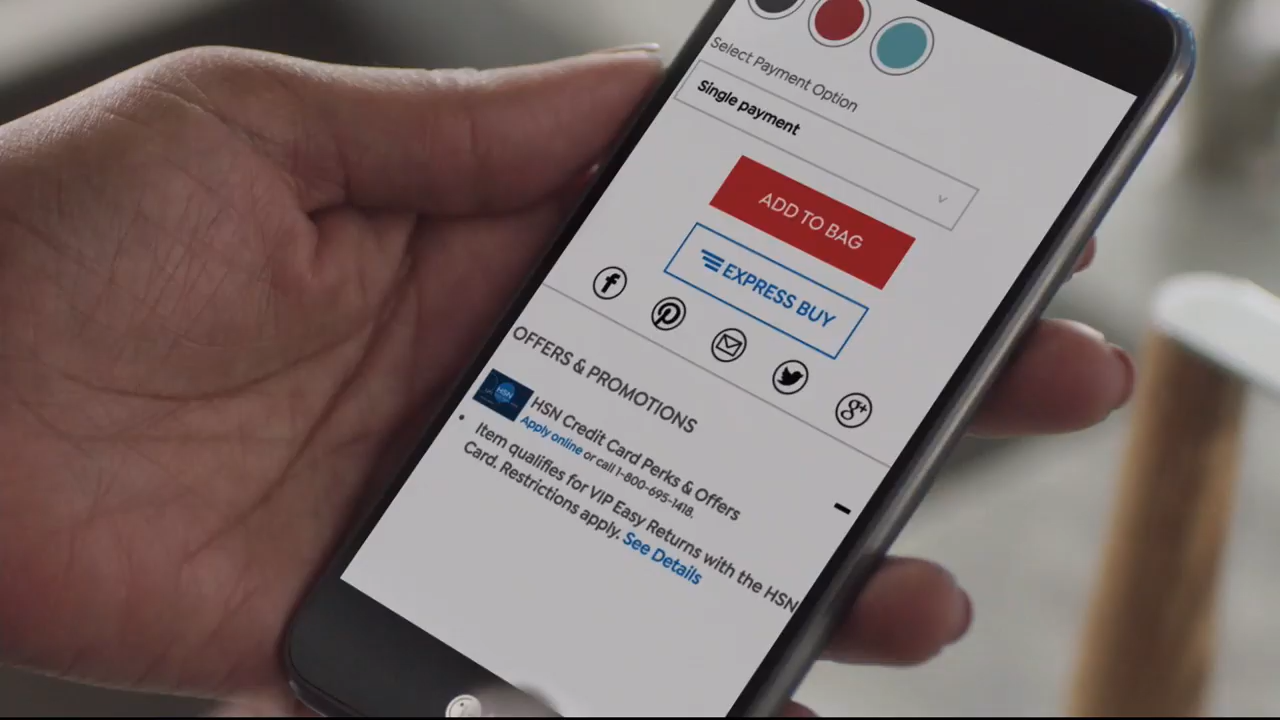 Select Payment Option
Single payment
ADD TO BAG
EXPRESS BUY
OFFERS & PROMOTIONS
HSN
HSN Credit Card Perks & Offers
Apply online or call 1-800-695-1418.
Item qualifies for VIP Easy Returns with the HSN
Card. Restrictions apply. See Details